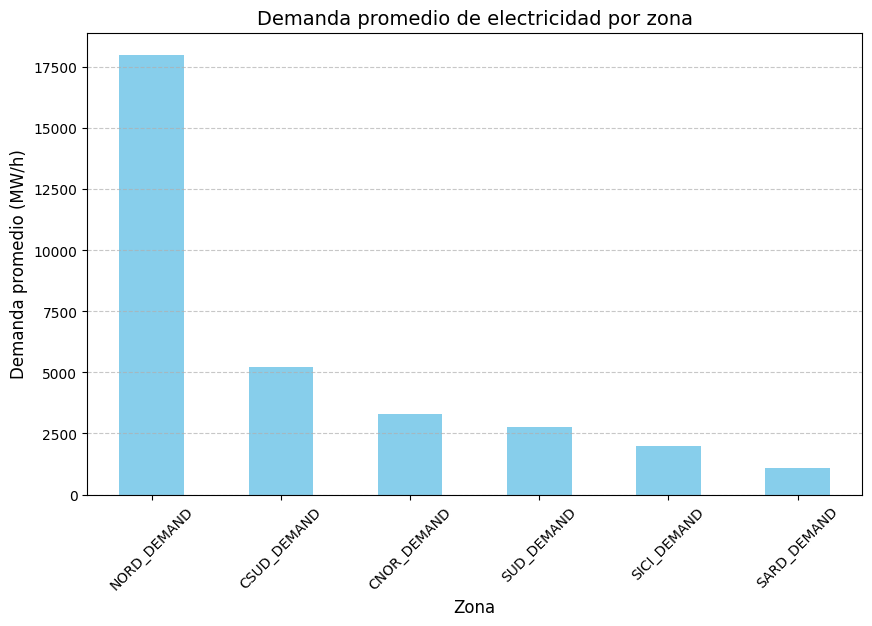 Demanda promedio de electricidad por zona
Demanda promedio (MW/h)
17500
15000
12500
10000
7500
5000
2500
0
NORD_DEMAND
CSUD_DEMAND
CNOR_DEMAND
SUD_DEMAND
SICI_DEMAND
SARD_DEMAND
Zona